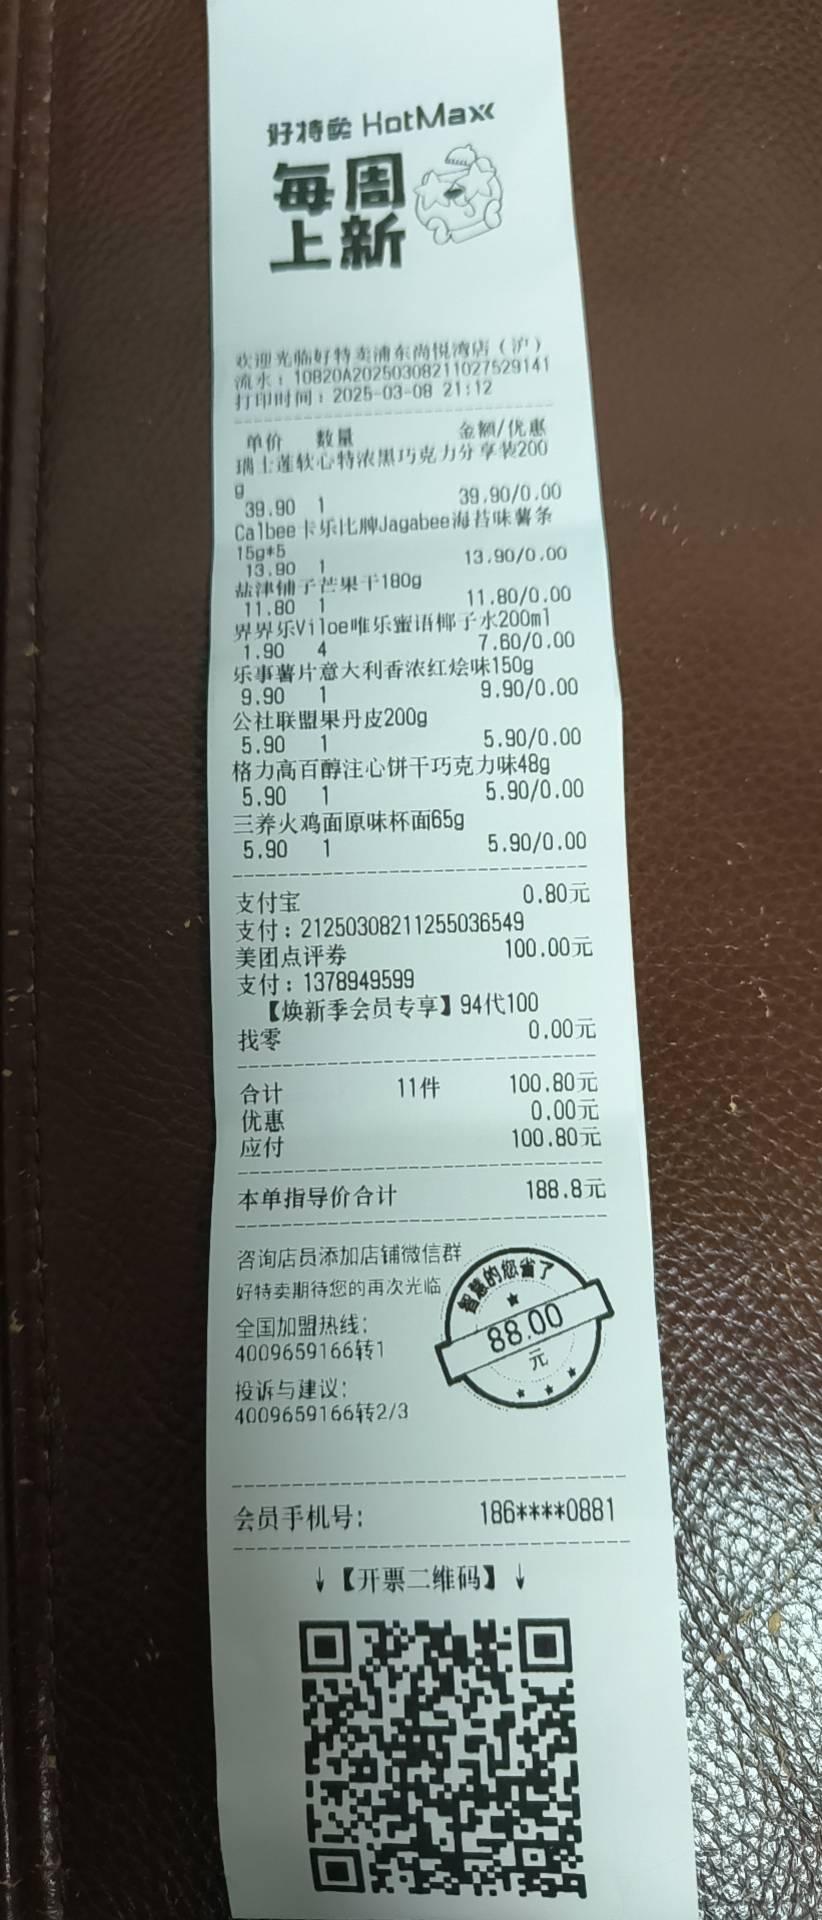 好特卖 HotMaxx
每周
上新
欢迎光临好特卖浦东尚悦湾店（沪）
流水：10B20A20250308211027529141
打印时间：2025-03-08 21:12
单价 数量 金额/优惠
瑞士莲软心特浓黑巧克力分享装200
g
39.90 1 39.90/0.00
Calbee卡乐比牌Jagabee海苔味薯条
15g*5
13.90 1 13.90/0.00
盐津铺子芒果干180g
11.80 1 11.80/0.00
界界乐Viloe唯乐蜜语椰子水200ml
1.90 4 7.60/0.00
乐事薯片意大利香浓红烩味150g
9.90 1 9.90/0.00
公社联盟果丹皮200g
5.90 1 5.90/0.00
格力高百醇注心饼干巧克力味48g
5.90 1 5.90/0.00
三养火鸡面原味杯面65g
5.90 1 5.90/0.00
支付宝 0.80元
支付：21250308211255036549
美团点评券 100.00元
支付：1378949599
【焕新季会员专享】94代100
找零 0.00元
合计 11件 100.80元
优惠 0.00元
应付 100.80元
本单指导价合计 188.8元
咨询店员添加店铺微信群
好特卖期待您的再次光临
智慧的您省了
88.00
元
全国加盟热线：
4009659166转1
投诉与建议：
4009659166转2/3
会员手机号： 186****0881
↓【开票二维码】↓